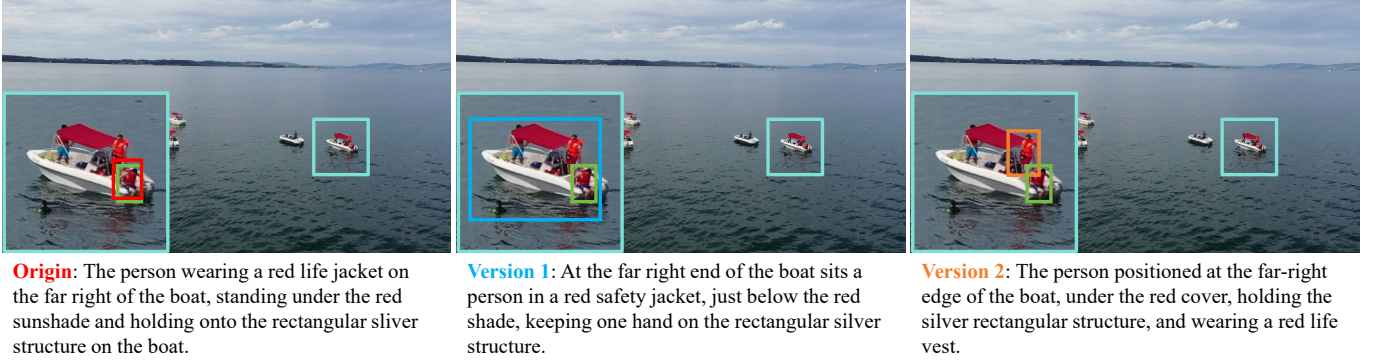 Origin: The person wearing a red life jacket on
the far right of the boat, standing under the red
sunshade and holding onto the rectangular sliver
structure on the boat.
Version 1: At the far right end of the boat sits a
person in a red safety jacket, just below the red
shade, keeping one hand on the rectangular silver
structure.
Version 2: The person positioned at the far-right
edge of the boat, under the red cover, holding the
silver rectangular structure, and wearing a red life
vest.